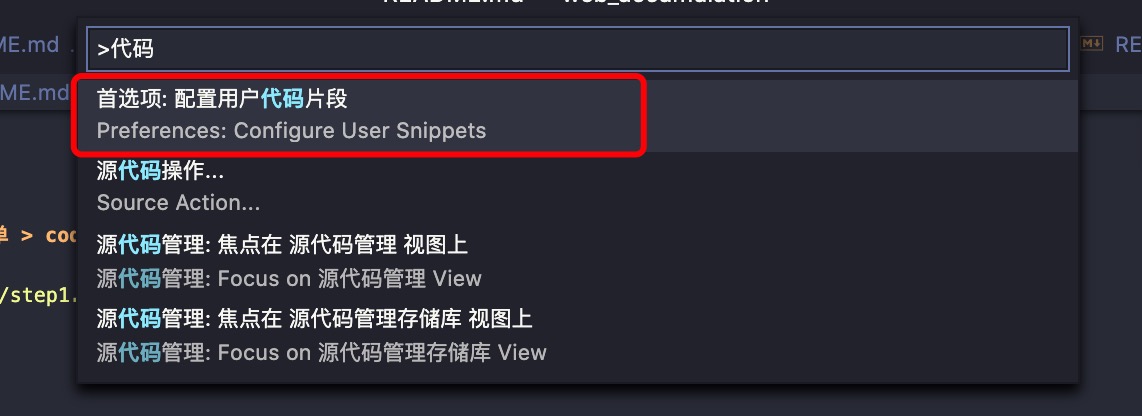 ME.md
RE
>代码
ME.md
首选项: 配置用户代码片段
Preferences: Configure User Snippets
源代码操作...
Source Action...
单 > cod
源代码管理: 焦点在 源代码管理 视图上
源代码管理: Focus on 源代码管理 View
/step1.
源代码管理: 焦点在 源代码管理存储库 视图上
源代码管理: Focus on 源代码管理存储库 View